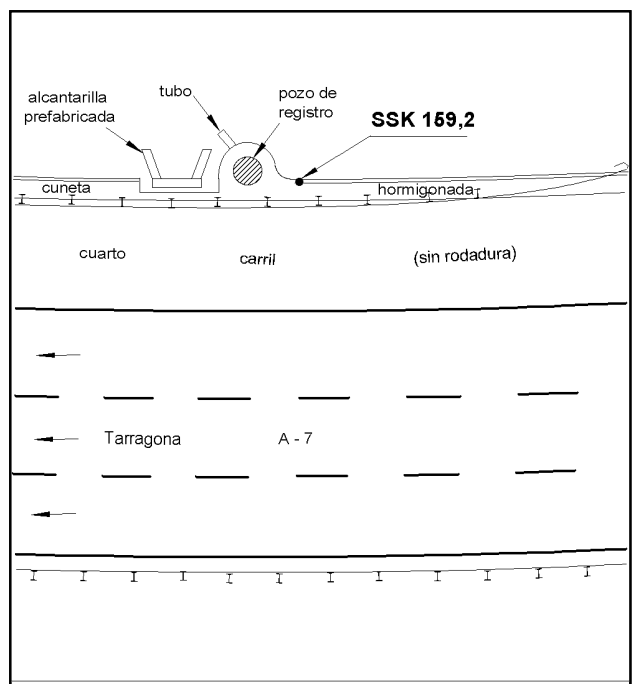 alcantarilla
prefabricada
tubo
pozo de
registro
SSK 159,2
cuneta
hormigonada
cuarto carril (sin rodadura)
Tarragona A - 7